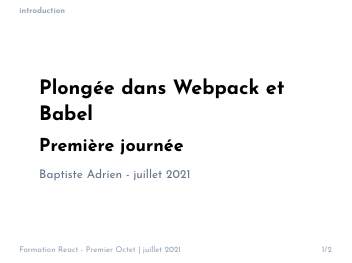 introduction
Plongée dans Webpack et
Babel
Première journée
Baptiste Adrien - juillet 2021
Formation React - Premier Octet | juillet 2021
1/2